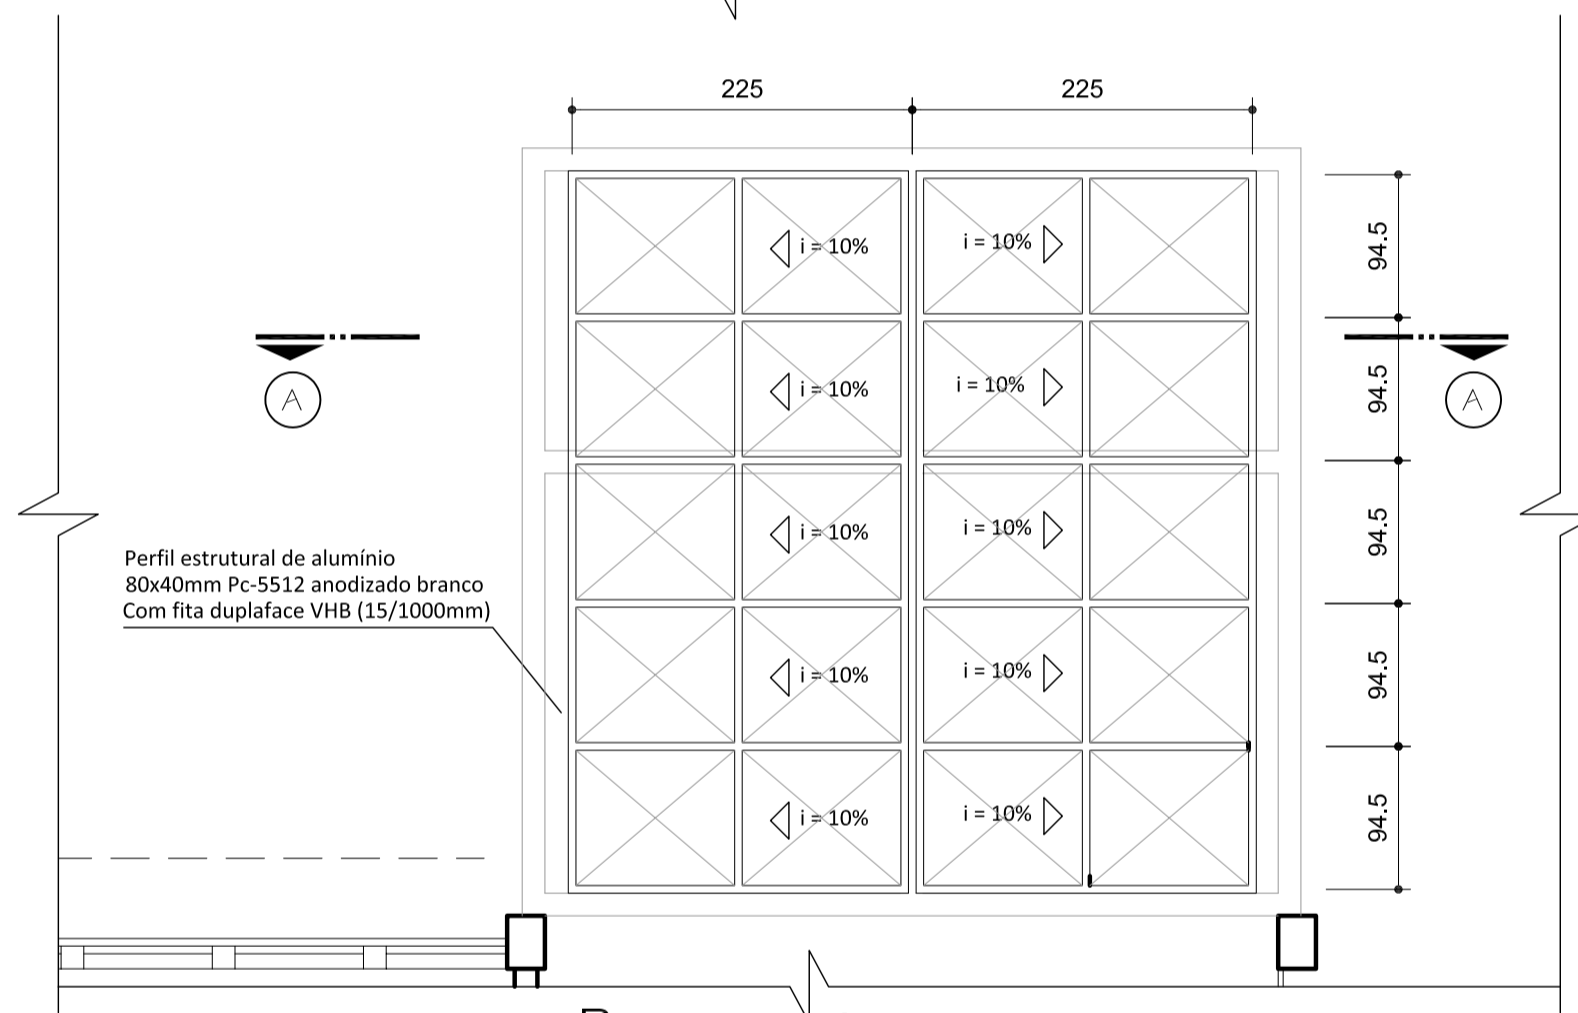 225 225
i = 10% i = 10%
94.5
i = 10% i = 10%
94.5
A A
i = 10% i = 10%
94.5
Perfil estrutural de alumínio
80x40mm Pc-5512 anodizado branco
Com fita duplaface VHB (15/1000mm)
i = 10% i = 10%
94.5
i = 10% i = 10%
94.5